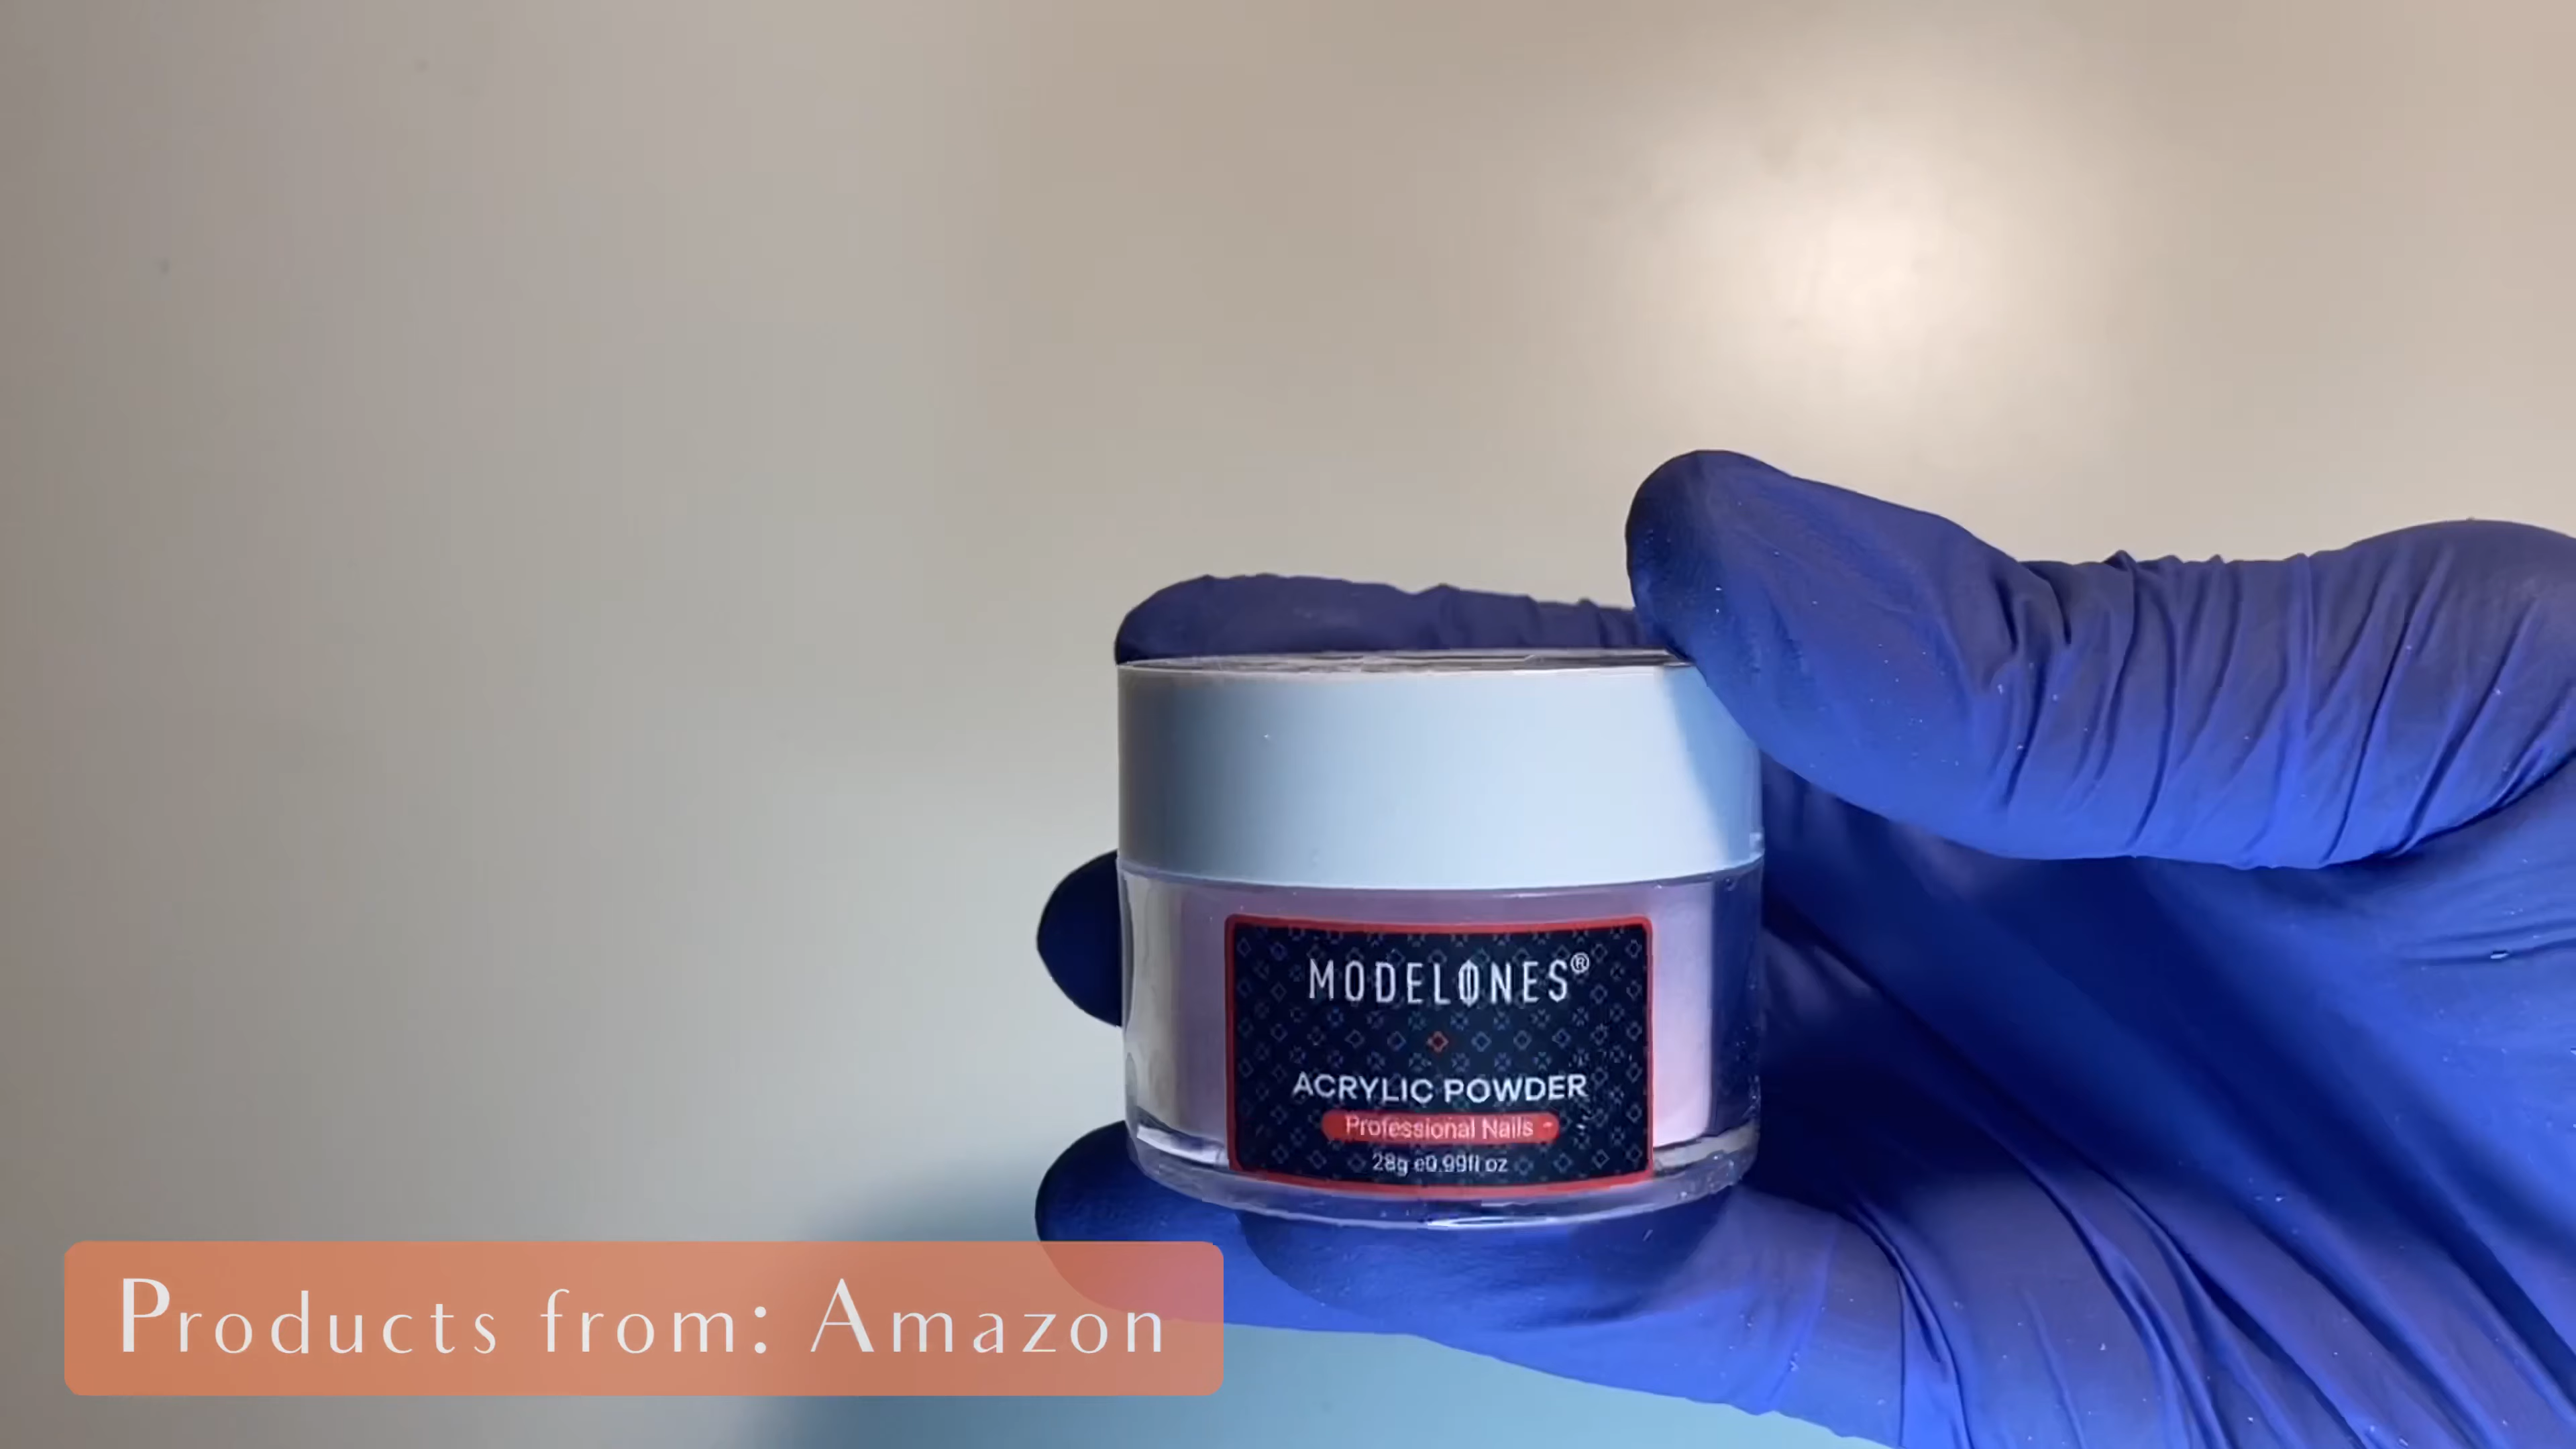 MODELONES®
ACRYLIC POWDER
Professional Nails
28g e0.99fl oz
Products from: Amazon